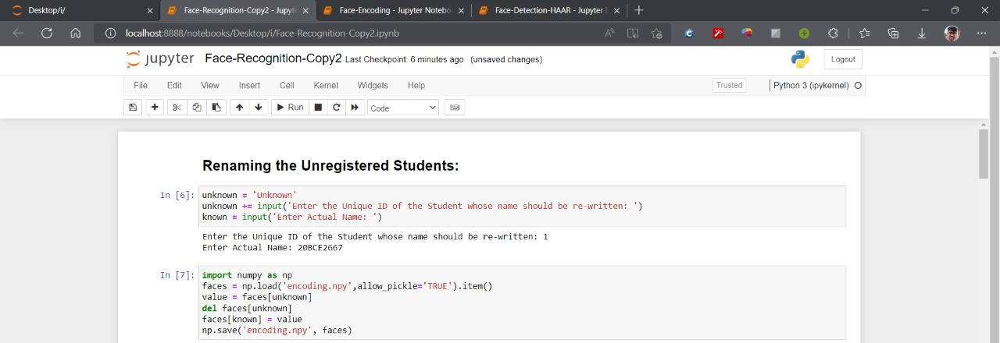 Desktop/i/
Face-Recognition-Copy2 - Jupyt
Face-Encoding - Jupyter Notebo
Face-Detection-HAAR - Jupyter
localhost:8888/notebooks/Desktop/i/Face-Recognition-Copy2.ipynb
jupyter Face-Recognition-Copy2 Last Checkpoint: 6 minutes ago (unsaved changes)
Logout
File Edit View Insert Cell Kernel Widgets Help
Trusted
Python 3 (ipykernel)
Run
Code
Renaming the Unregistered Students:
In [6]: unknown = 'Unknown'
unknown += input('Enter the Unique ID of the Student whose name should be re-written: ')
known = input('Enter Actual Name: ')
Enter the Unique ID of the Student whose name should be re-written: 1
Enter Actual Name: 20BCE2667
In [7]: import numpy as np
faces = np.load('encoding.npy',allow_pickle='TRUE').item()
value = faces[unknown]
del faces[unknown]
faces[known] = value
np.save('encoding.npy', faces)